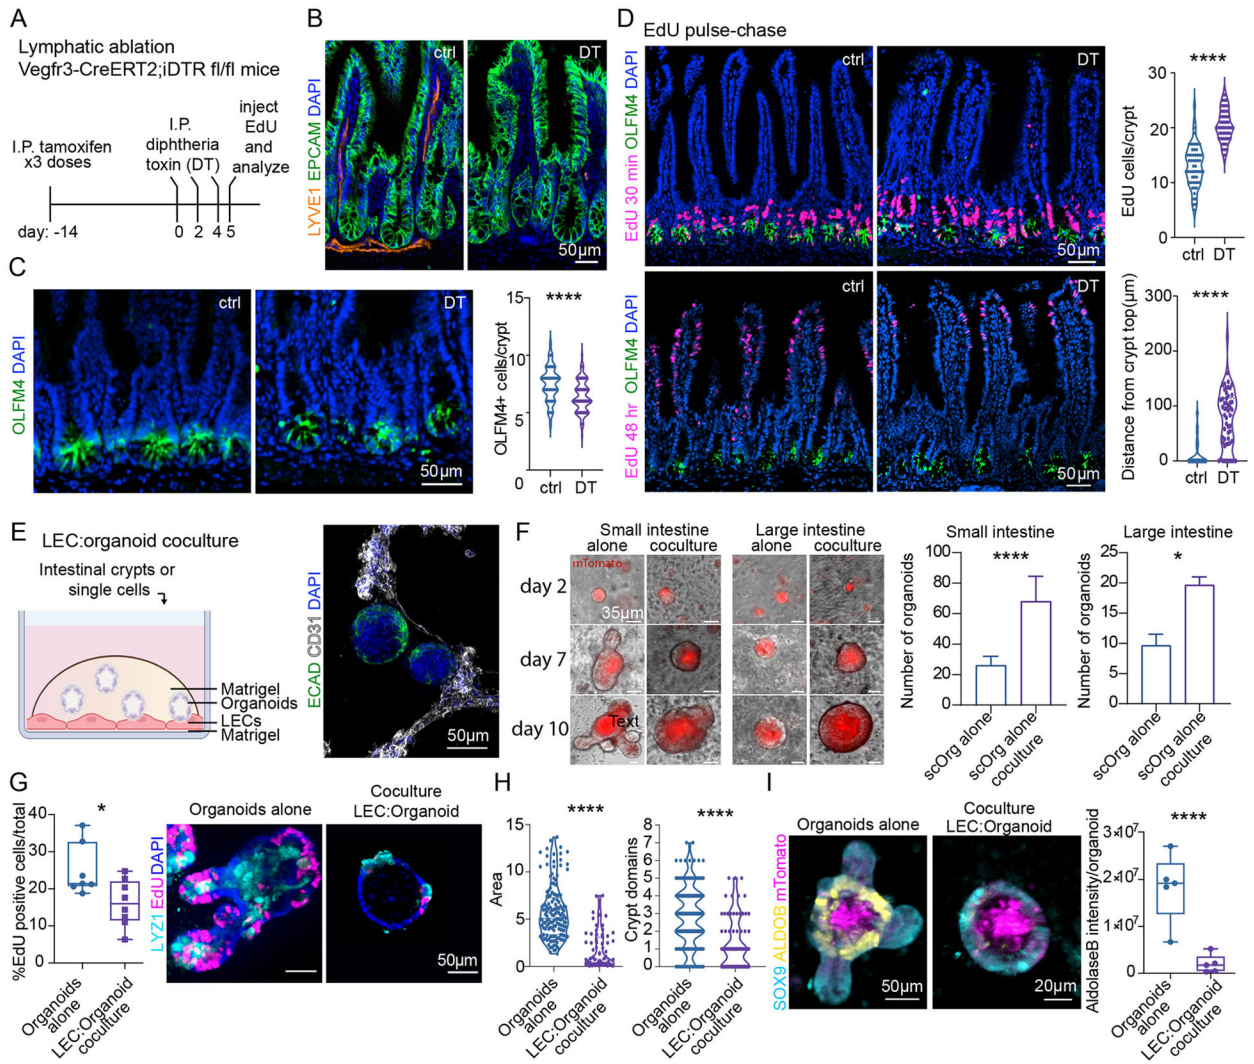 A
Lymphatic ablation
Vegfr3-CreERT2;iDTR fl/fl mice
I.P. tamoxifen
x3 doses
I.P.
diphtheria
toxin (DT)
inject
EdU
and
analyze
day: -14
0
2
4
5
B
ctrl
DT
LYVE1 EPCAM DAPI
50µm
C
ctrl
DT
OLFM4 DAPI
50µm
****
OLFM4+ cells/crypt
15
10
5
0
ctrl
DT
D
EdU pulse-chase
ctrl
DT
EdU 30 min OLFM4 DAPI
50µm
****
EdU cells/crypt
30
20
10
0
ctrl
DT
ctrl
DT
EdU 48 hr OLFM4 DAPI
50µm
****
Distance from crypt top(µm)
300
200
100
0
ctrl
DT
E
LEC:organoid coculture
Intestinal crypts or
single cells
Matrigel
Organoids
LECs
Matrigel
ECAD CD31 DAPI
50µm
F
Small intestine
alone
coculture
Large intestine
alone
coculture
mTomato
35µm
day 2
day 7
day 10
Text
Small intestine
****
Number of organoids
100
80
60
40
20
0
scOrg alone
scOrg alone
coculture
Large intestine
*
Number of organoids
25
20
15
10
5
0
scOrg alone
scOrg alone
coculture
G
*
%EdU positive cells/total
40
30
20
10
0
Organoids
alone
LEC:Organoid
coculture
Organoids alone
Coculture
LEC:Organoid
LYZ1 EdU DAPI
50µm
H
****
Area
15
10
5
0
Organoids
alone
LEC:Organoid
coculture
****
Crypt domains
8
7
6
5
4
3
2
1
0
Organoids
alone
LEC:Organoid
coculture
I
Organoids alone
Coculture
LEC:Organoid
SOX9 ALDOB mTomato
50µm
20µm
****
AldolaseB intensity/organoid
3•10⁷
2•10⁷
1•10⁷
0
Organoids
alone
LEC:Organoid
coculture